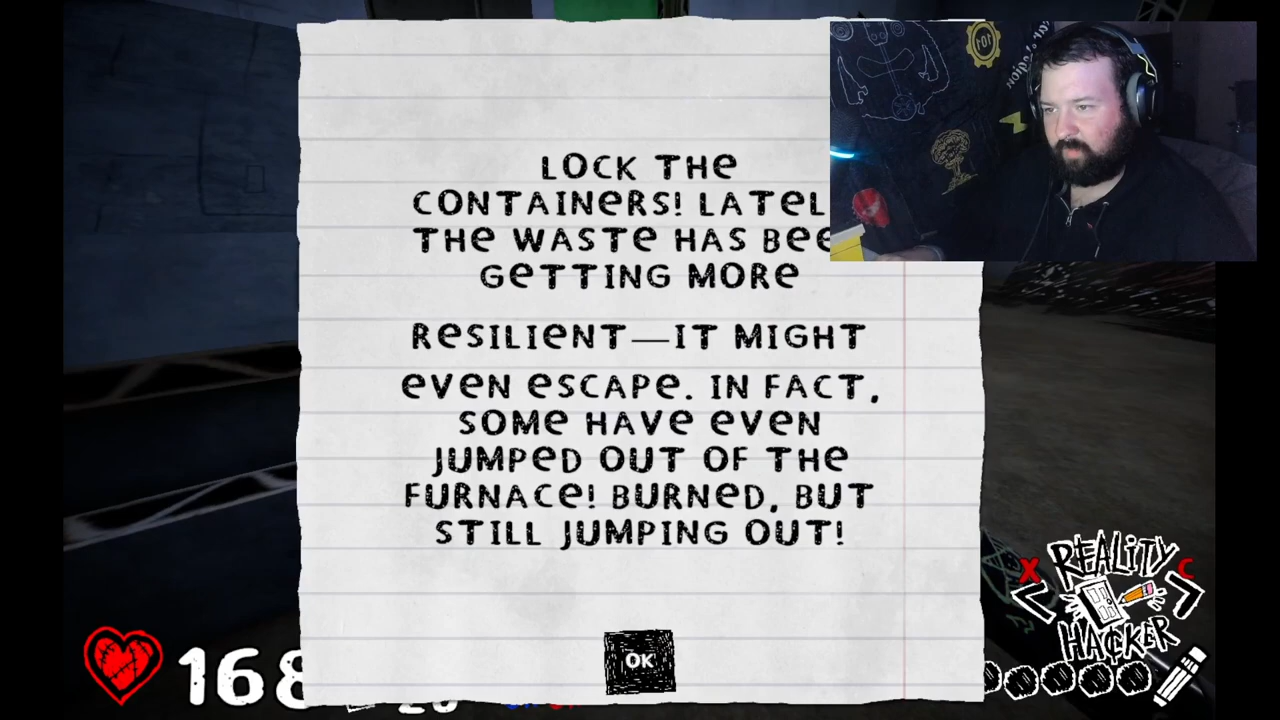 LOCK THE
CONTAINERS! LATEL
THE WASTE HAS BEE
GETTING MORE
RESILIENT—IT MIGHT
EVEN ESCAPE. IN FACT,
SOME HAVE EVEN
JUMPED OUT OF THE
FURNACE! BURNED, BUT
STILL JUMPING OUT!
OK
168
X REALITY C
< >
HACKER
101